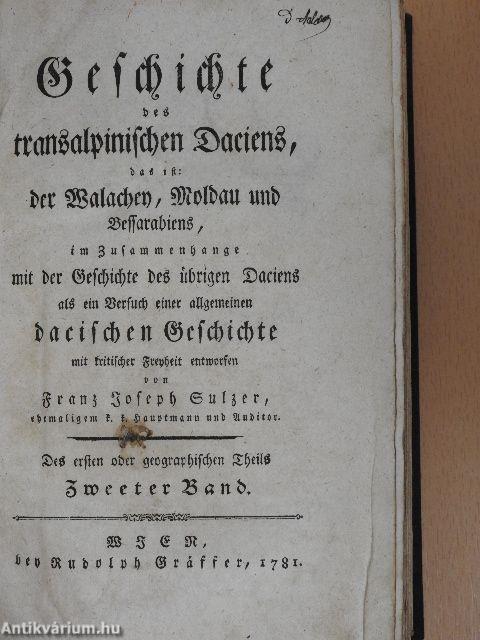 Geschichte
des
transalpinischen Daciens,
das ist:
der Walachey, Moldau und
Bessarabiens,
im Zusammenhange
mit der Geschichte des übrigen Daciens
als ein Versuch einer allgemeinen
dacischen Geschichte
mit kritischer Freyheit entworfen
von
Franz Joseph Sulzer,
ehemaligem k. k. Hauptmann und Auditor.
Des ersten oder geographischen Theils
Zweeter Band.
WIEN,
bey Rudolph Gräffer, 1781.
Antikvárium.hu